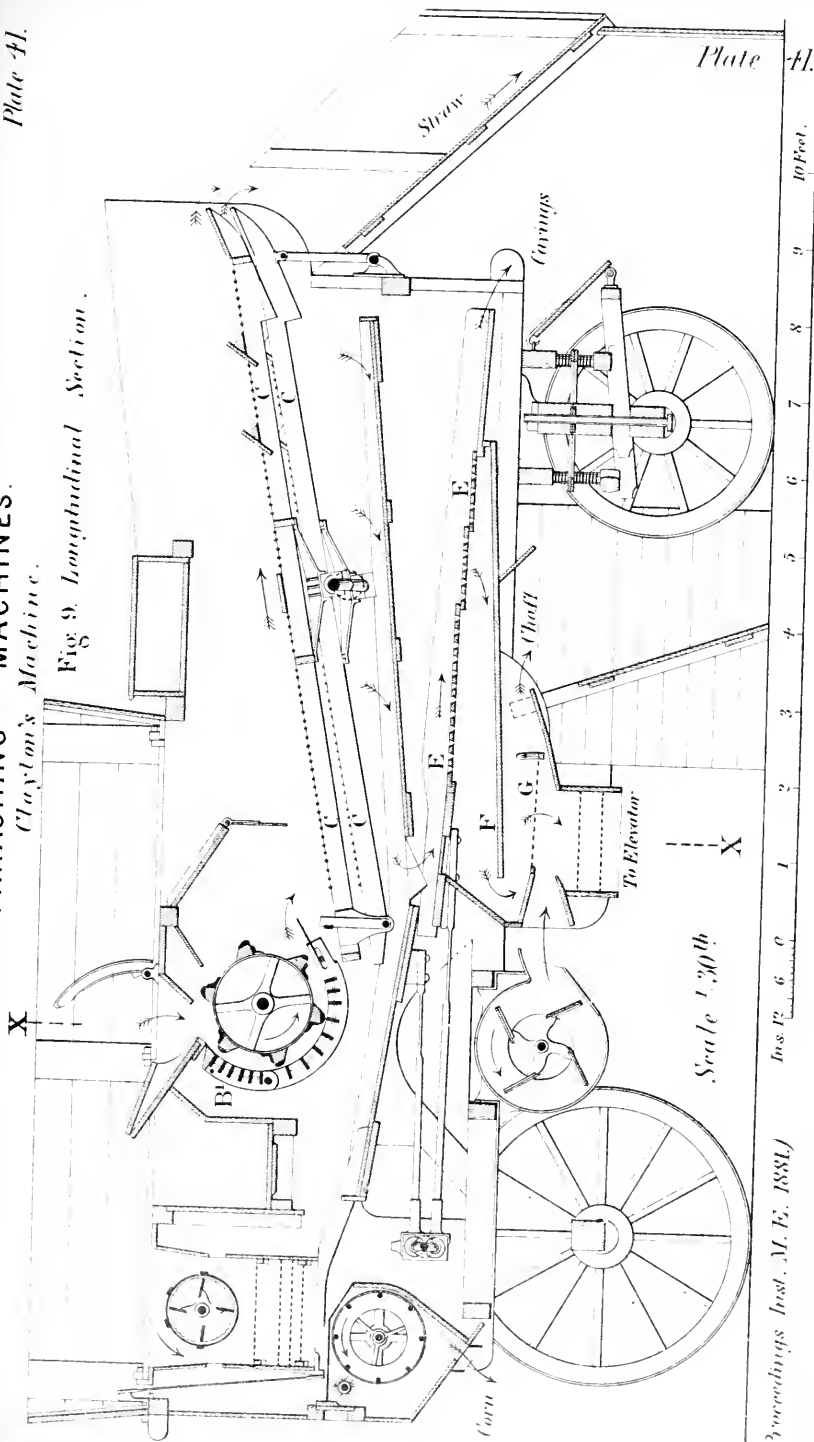 Plate 41.
MACHINES.
Clayton's Machine.
Fig. 9. Longitudinal Section.
Plate 41.
X
B¹
C
C
C
C
Straw
Cavings
E
E
F
G
Chaff
To Elevator
X
Corn
Scale 1/30th
Ins. 12 6 0 1 2 3 4 5 6 7 8 9 10 Feet.
Proceedings Inst. M. E. 1881.)